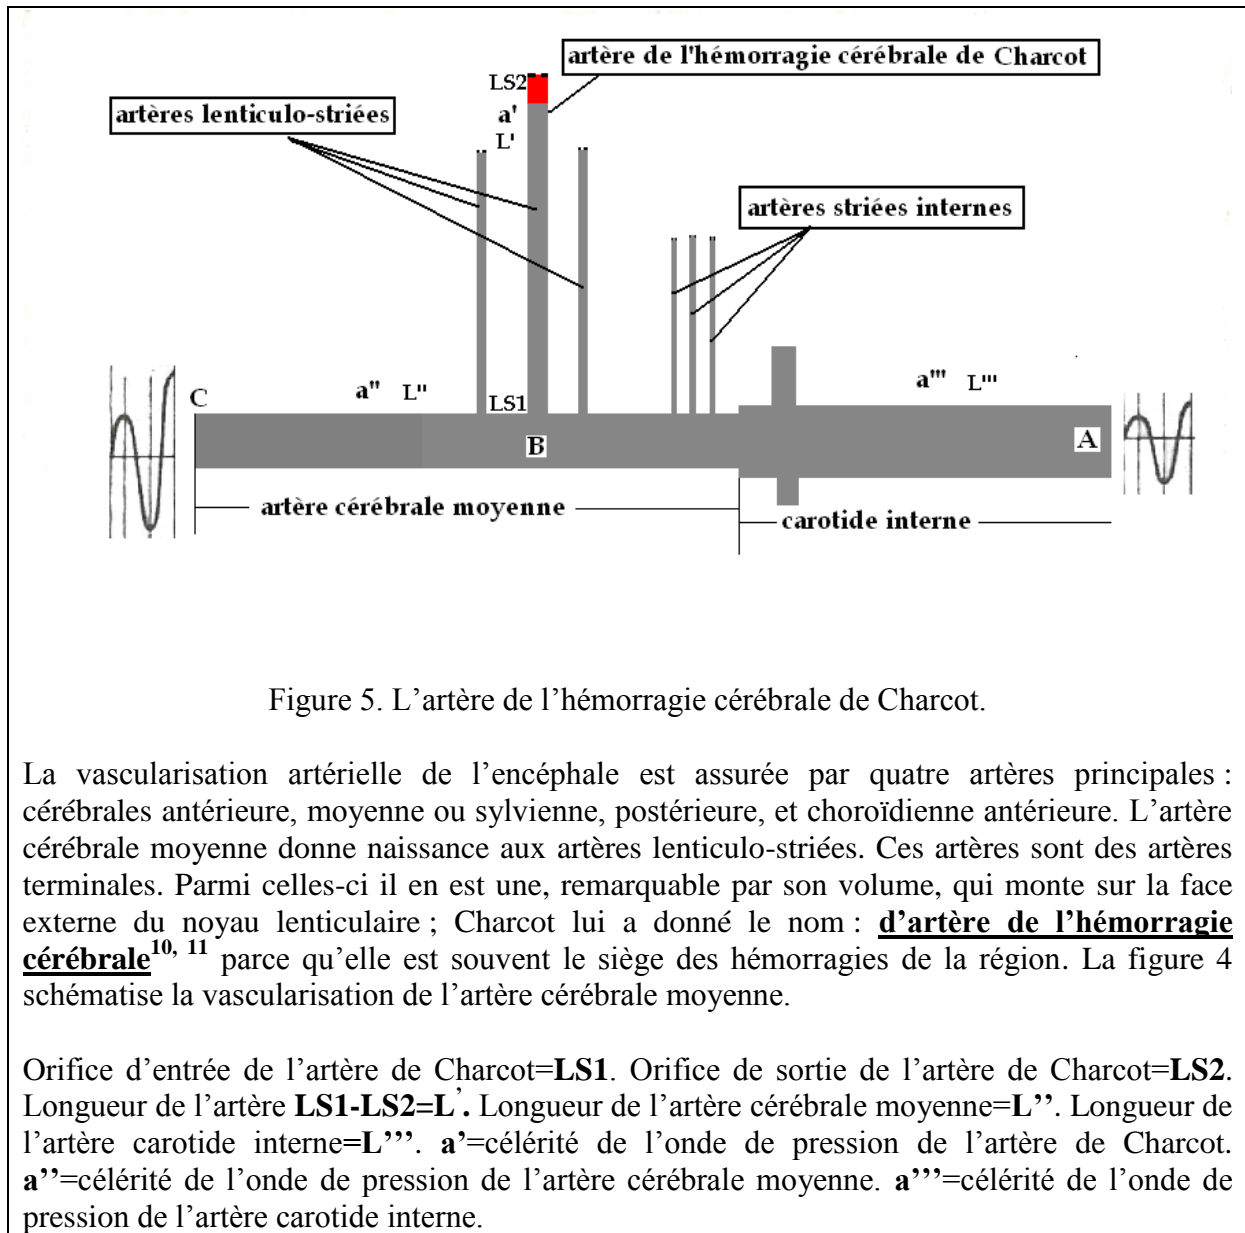 artère de l'hémorragie cérébrale de Charcot
LS2
artères lenticulo-striées
a'
L'
artères striées internes
a'' L''
a''' L'''
C
LS1
B
A
artère cérébrale moyenne
carotide interne
Figure 5. L’artère de l’hémorragie cérébrale de Charcot.
La vascularisation artérielle de l’encéphale est assurée par quatre artères principales :
cérébrales antérieure, moyenne ou sylvienne, postérieure, et choroïdienne antérieure. L’artère
cérébrale moyenne donne naissance aux artères lenticulo-striées. Ces artères sont des artères
terminales. Parmi celles-ci il en est une, remarquable par son volume, qui monte sur la face
externe du noyau lenticulaire ; Charcot lui a donné le nom : d’artère de l’hémorragie
cérébrale10, 11 parce qu’elle est souvent le siège des hémorragies de la région. La figure 4
schématise la vascularisation de l’artère cérébrale moyenne.
Orifice d’entrée de l’artère de Charcot=LS1. Orifice de sortie de l’artère de Charcot=LS2.
Longueur de l’artère LS1-LS2=L’. Longueur de l’artère cérébrale moyenne=L’’. Longueur de
l’artère carotide interne=L’’’. a’=célérité de l’onde de pression de l’artère de Charcot.
a’’=célérité de l’onde de pression de l’artère cérébrale moyenne. a’’’=célérité de l’onde de
pression de l’artère carotide interne.